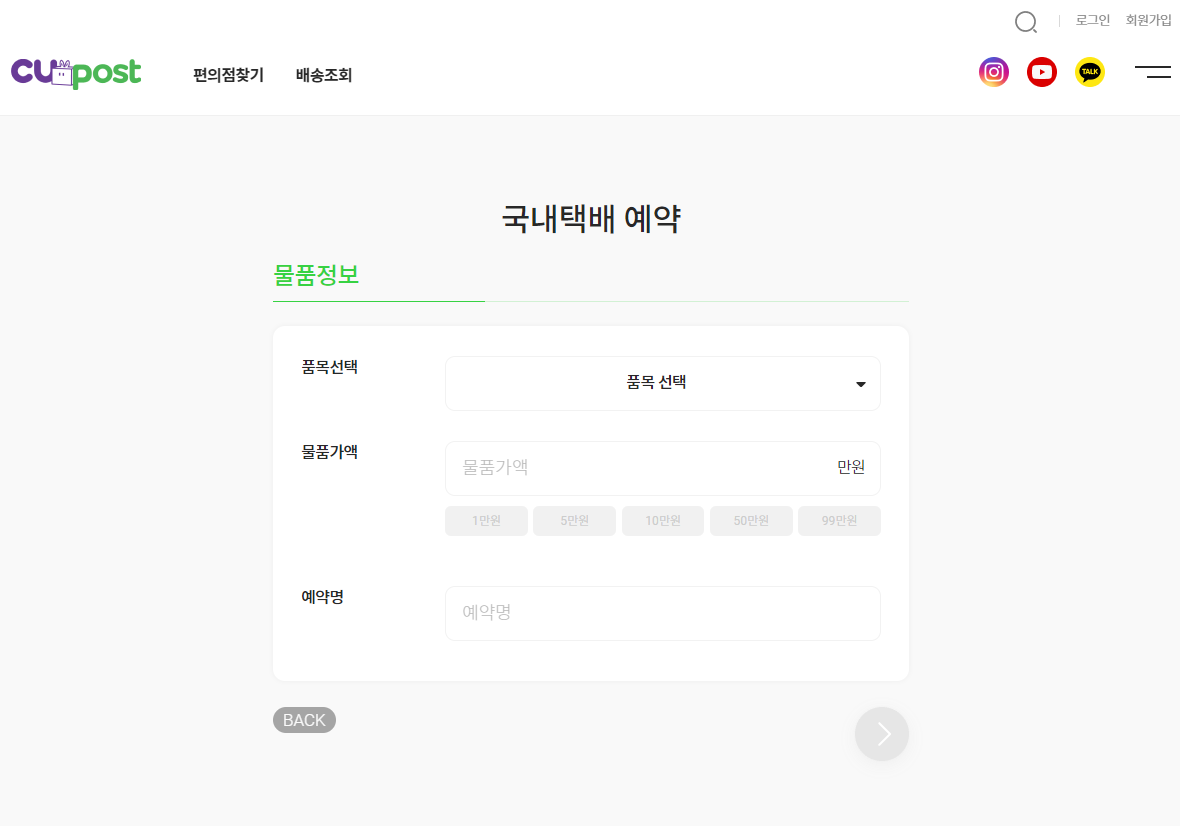 로그인 회원가입
CU post 편의점찾기 배송조회 TALK
국내택배 예약
물품정보
품목선택 품목 선택
물품가액 물품가액 만원
1만원 5만원 10만원 50만원 99만원
예약명 예약명
BACK